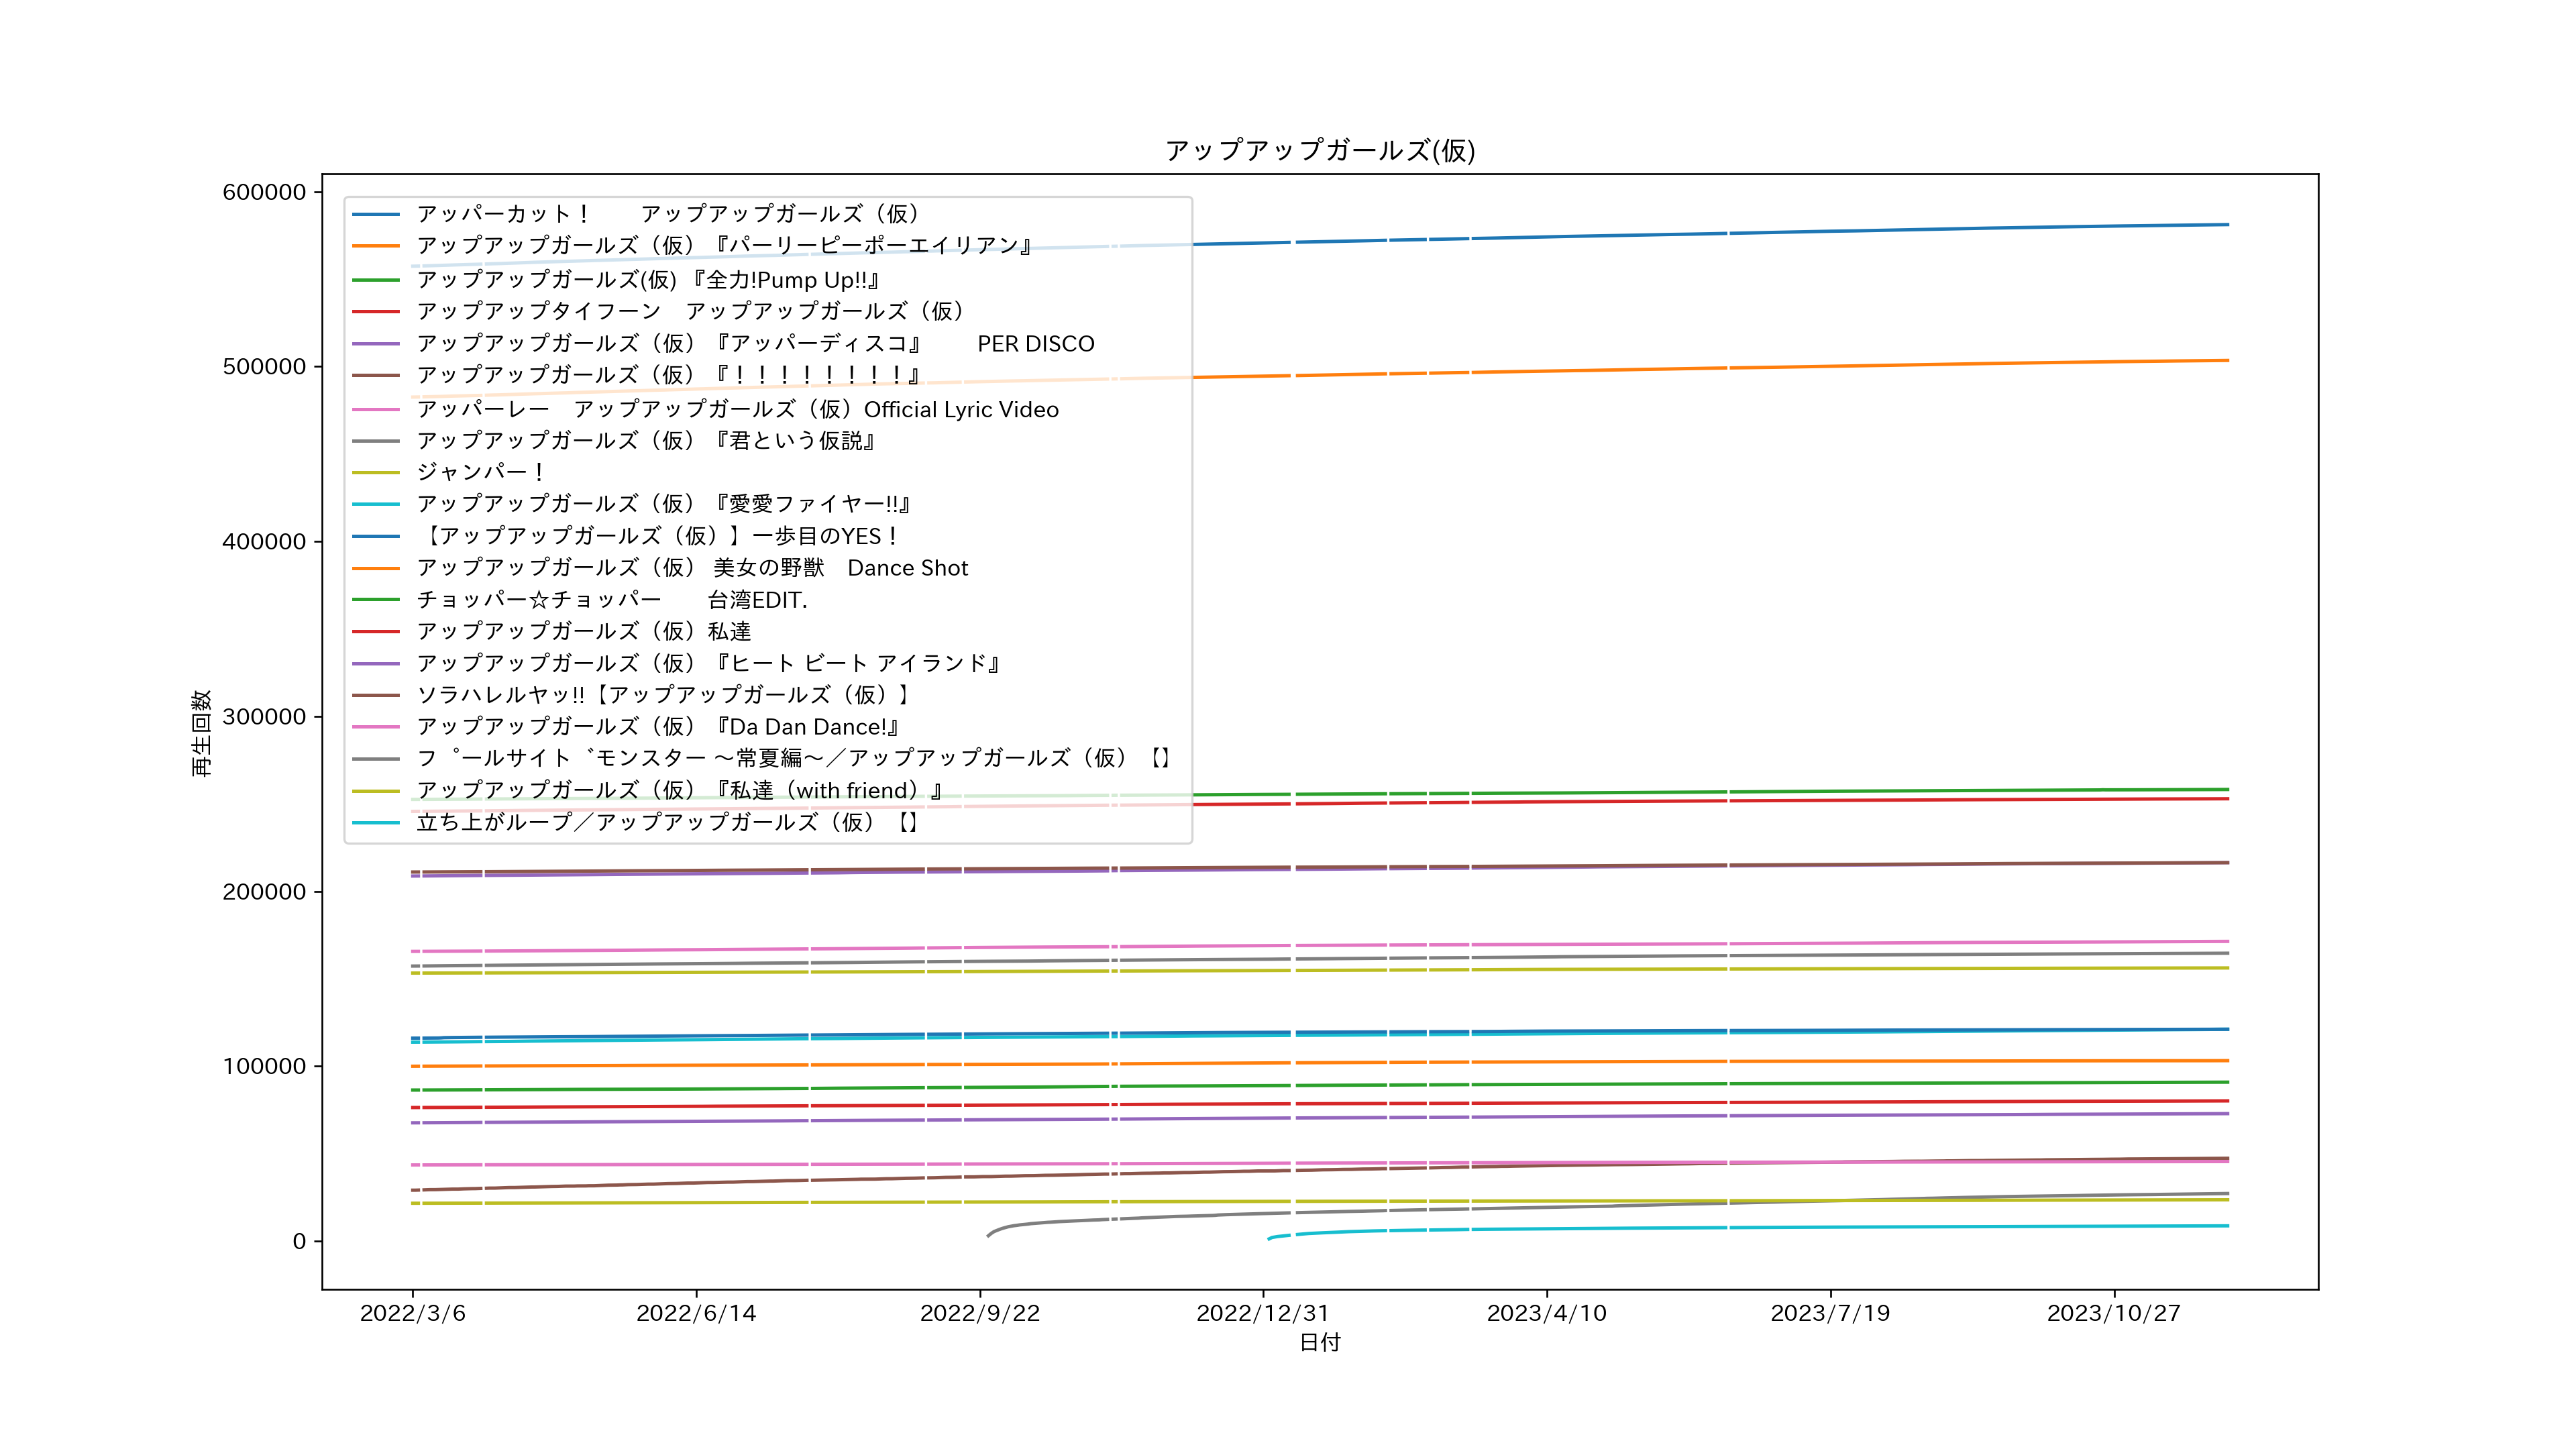 アップアップガールズ(仮)
600000
500000
400000
300000
200000
100000
0
再生回数
アッパーカット！　　アップアップガールズ（仮）
アップアップガールズ（仮）『パーリーピーポーエイリアン』
アップアップガールズ(仮) 『全力!Pump Up!!』
アップアップタイフーン　アップアップガールズ（仮）
アップアップガールズ（仮）『アッパーディスコ』　　PER DISCO
アップアップガールズ（仮）『！！！！！！！！』
アッパーレー　アップアップガールズ（仮）Official Lyric Video
アップアップガールズ（仮）『君という仮説』
ジャンパー！
アップアップガールズ（仮）『愛愛ファイヤー!!』
【アップアップガールズ（仮）】一歩目のYES！
アップアップガールズ（仮） 美女の野獣　Dance Shot
チョッパー☆チョッパー　　台湾EDIT.
アップアップガールズ（仮）私達
アップアップガールズ（仮）『ヒート ビート アイランド』
ソラハレルヤッ!!【アップアップガールズ（仮）】
アップアップガールズ（仮）『Da Dan Dance!』
フ゜ールサイト゛モンスター ～常夏編～／アップアップガールズ（仮）【】
アップアップガールズ（仮）『私達（with friend）』
立ち上がループ／アップアップガールズ（仮）【】
2022/3/6 2022/6/14 2022/9/22 2022/12/31 2023/4/10 2023/7/19 2023/10/27
日付